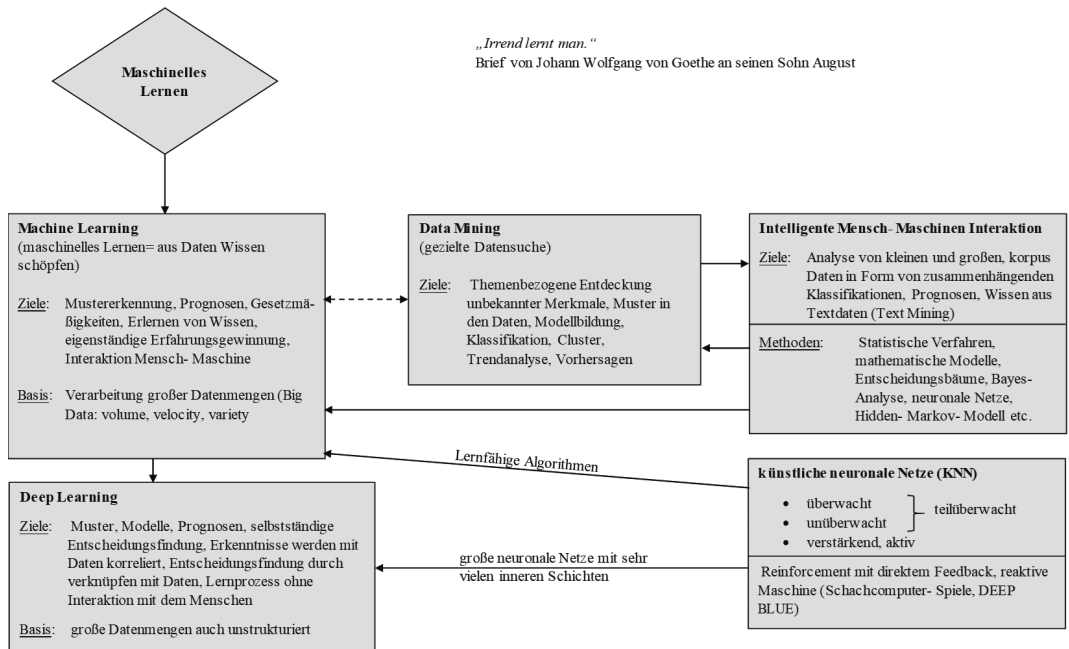 „Irrend lernt man.“
Brief von Johann Wolfgang von Goethe an seinen Sohn August
Maschinelles
Lernen
Machine Learning
(maschinelles Lernen= aus Daten Wissen
schöpfen)
Ziele: Mustererkennung, Prognosen, Gesetzmä-
ßigkeiten, Erlernen von Wissen,
eigenständige Erfahrungsgewinnung,
Interaktion Mensch- Maschine
Basis: Verarbeitung großer Datenmengen (Big
Data: volume, velocity, variety
Data Mining
(gezielte Datensuche)
Ziele: Themenbezogene Entdeckung
unbekannter Merkmale, Muster in
den Daten, Modellbildung,
Klassifikation, Cluster,
Trendanalyse, Vorhersagen
Intelligente Mensch- Maschinen Interaktion
Ziele: Analyse von kleinen und großen, korpus
Daten in Form von zusammenhängenden
Klassifikationen, Prognosen, Wissen aus
Textdaten (Text Mining)
Methoden: Statistische Verfahren,
mathematische Modelle,
Entscheidungsbäume, Bayes-
Analyse, neuronale Netze,
Hidden- Markov- Modell etc.
Lernfähige Algorithmen
Deep Learning
Ziele: Muster, Modelle, Prognosen, selbstständige
Entscheidungsfindung, Erkenntnisse werden mit
Daten korreliert, Entscheidungsfindung durch
verknüpfen mit Daten, Lernprozess ohne
Interaktion mit dem Menschen
Basis: große Datenmengen auch unstrukturiert
große neuronale Netze mit sehr
vielen inneren Schichten
künstliche neuronale Netze (KNN)
• überwacht
• unüberwacht
teilüberwacht
• verstärkend, aktiv
Reinforcement mit direktem Feedback, reaktive
Maschine (Schachcomputer- Spiele, DEEP
BLUE)